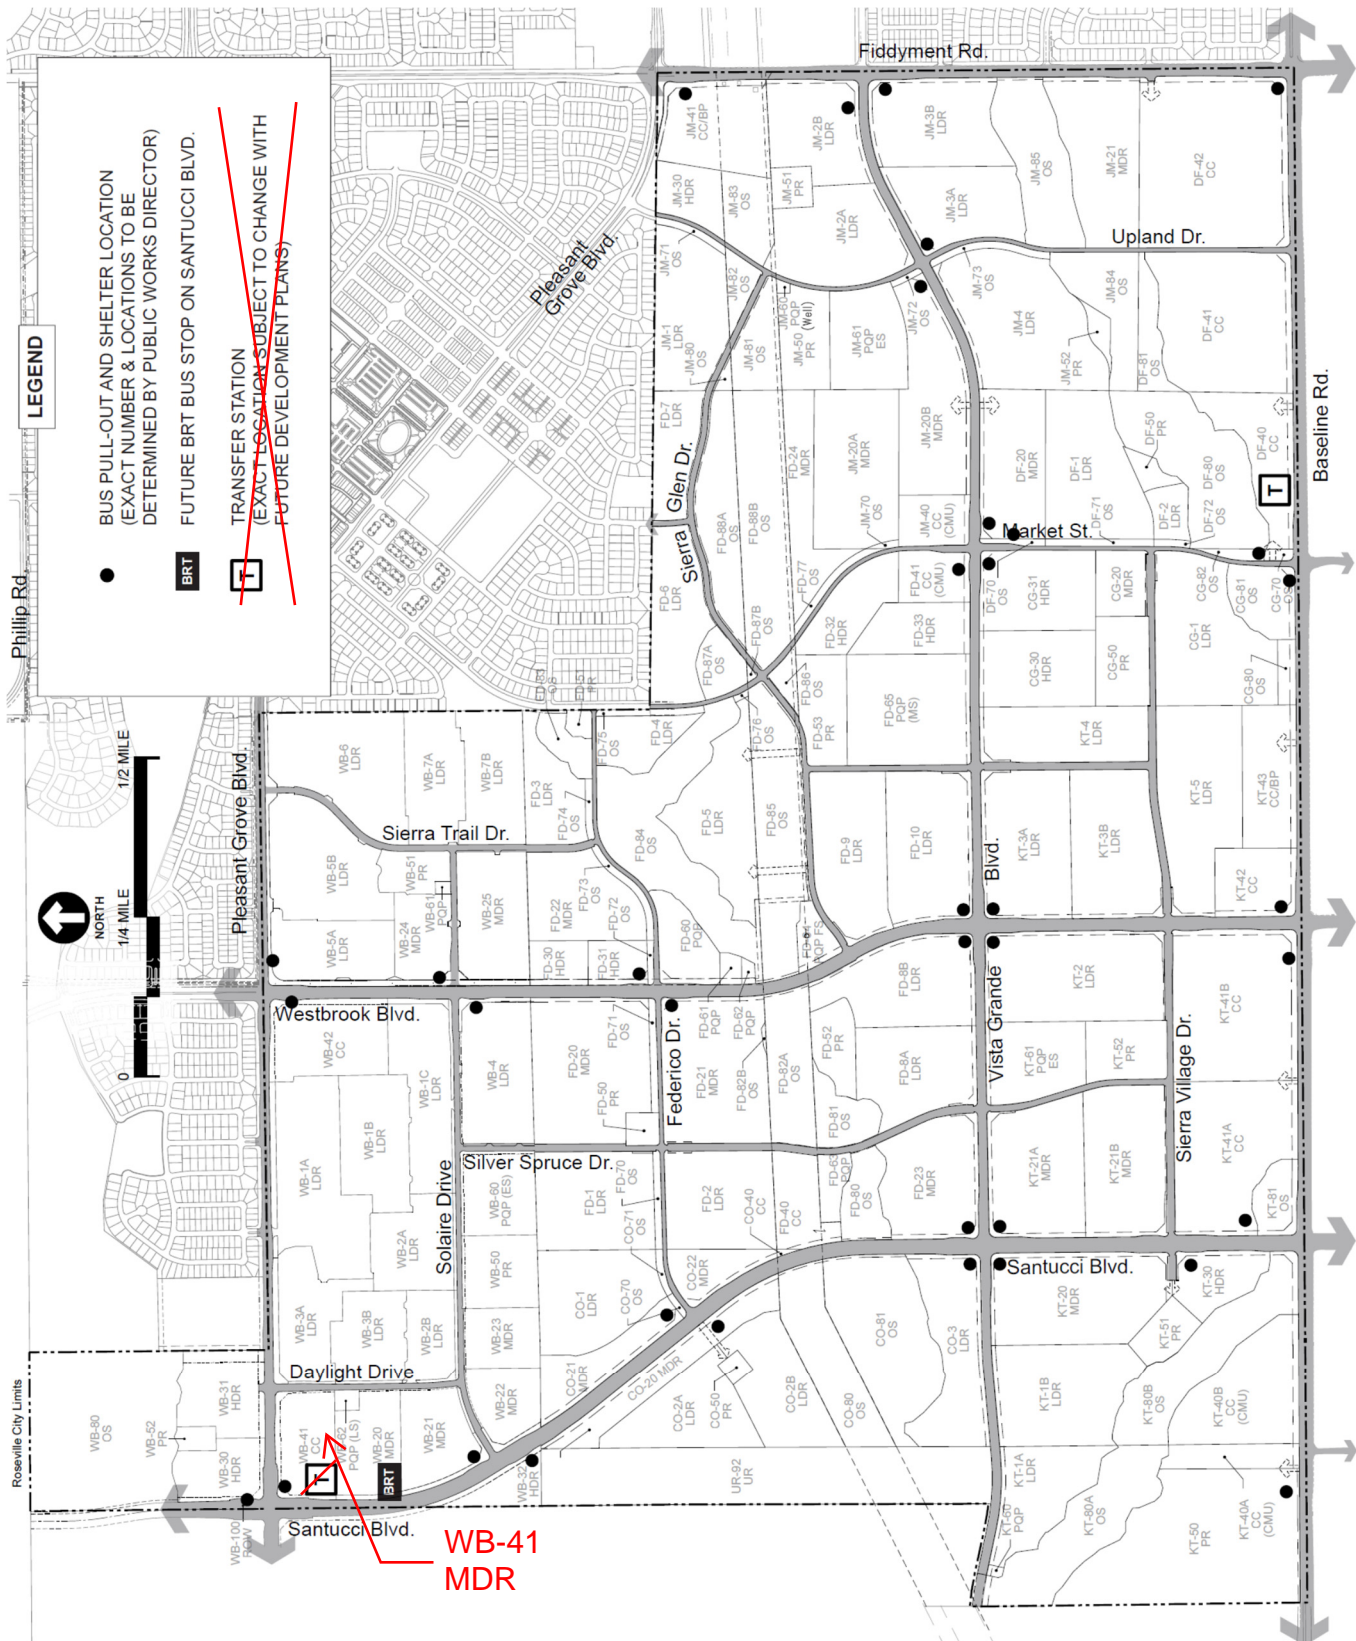 Fiddyment Rd.
LEGEND
BUS PULL-OUT AND SHELTER LOCATION
(EXACT NUMBER & LOCATIONS TO BE
DETERMINED BY PUBLIC WORKS DIRECTOR)
BRT
FUTURE BRT BUS STOP ON SANTUCCI BLVD.
T
TRANSFER STATION
(EXACT LOCATION SUBJECT TO CHANGE WITH
FUTURE DEVELOPMENT PLANS)
Phillip Rd
NORTH
0
1/4 MILE
1/2 MILE
Pleasant
Grove Blvd.
Pleasant Grove Blvd.
Upland Dr.
Baseline Rd.
Sierra Glen Dr.
Market St.
Sierra Trail Dr.
Westbrook Blvd.
Federico Dr.
Vista Grande Blvd.
Sierra Village Dr.
Silver Spruce Dr.
Solaire Drive
Santucci Blvd.
Daylight Drive
Santucci Blvd.
Roseville City Limits
JM-41
CC/BP
JM-2B
LDR
JM-3B
LDR
JM-85
OS
JM-21
MDR
DF-42
CC
JM-30
HDR
JM-83
OS
JM-51
PR
JM-2A
LDR
JM-3A
LDR
JM-71
OS
JM-82
OS
JM-60
PQP
(Well)
JM-72
OS
JM-73
OS
JM-84
OS
JM-1
LDR
JM-80
OS
JM-81
OS
JM-50
PR
JM-61
PQP
ES
JM-4
LDR
JM-52
PR
DF-81
OS
DF-41
CC
FD-7
LDR
FD-24
MDR
JM-20A
MDR
JM-20B
MDR
DF-20
MDR
DF-1
LDR
DF-50
PR
DF-80
OS
DF-40
CC
T
FD-88A
OS
FD-88B
OS
JM-70
OS
JM-40
CC
(CMU)
DF-71
OS
DF-2
LDR
DF-72
OS
FD-6
LDR
FD-87A
OS
FD-87B
OS
FD-77
OS
FD-32
HDR
FD-41
CC
(CMU)
FD-33
HDR
DF-70
OS
CG-31
HDR
CG-20
MDR
CG-82
OS
CG-81
OS
CG-70
OS
CG-1
LDR
CG-30
HDR
CG-50
PR
CG-80
OS
FD-86
OS
FD-65
PQP
(MS)
FD-83
OS
FD-51
PR
FD-75
OS
FD-4
LDR
FD-76
OS
FD-53
PR
KT-4
LDR
WB-6
LDR
WB-7A
LDR
WB-7B
LDR
FD-3
LDR
FD-74
OS
FD-84
OS
FD-5
LDR
FD-85
OS
FD-9
LDR
FD-10
LDR
KT-3A
LDR
KT-3B
LDR
KT-5
LDR
KT-43
CC/BP
KT-42
CC
WB-5B
LDR
WB-51
PR
WB-61
PQP
WB-5A
LDR
WB-24
MDR
WB-25
MDR
FD-22
MDR
FD-73
OS
FD-72
OS
FD-30
HDR
FD-31
HDR
FD-60
PQP
FD-64
PQP FS
FD-8B
LDR
KT-2
LDR
KT-41B
CC
WB-42
CC
WB-1C
LDR
WB-4
LDR
FD-20
MDR
FD-71
OS
FD-50
PR
FD-61
PQP
FD-62
PQP
FD-21
MDR
FD-82B
OS
FD-82A
OS
FD-52
PR
FD-8A
LDR
FD-81
OS
KT-61
PQP
ES
KT-52
PR
WB-1A
LDR
WB-1B
LDR
WB-2A
LDR
WB-60
PQP (ES)
FD-1
LDR
FD-70
OS
CO-71
OS
FD-2
LDR
CO-40
CC
FD-40
CC
FD-63
PQP
FD-80
OS
FD-23
MDR
KT-21A
MDR
KT-21B
MDR
KT-41A
CC
KT-81
OS
WB-3A
LDR
WB-3B
LDR
WB-2B
LDR
WB-50
PR
WB-23
MDR
CO-1
LDR
CO-70
OS
CO-22
MDR
CO-81
OS
CO-3
LDR
KT-20
MDR
KT-51
PR
KT-30
HDR
WB-80
OS
WB-52
PR
WB-31
HDR
WB-30
HDR
WB-41
CC
WB-62
PQP (LS)
WB-20
MDR
WB-21
MDR
WB-22
MDR
CO-21
MDR
CO-20 MDR
CO-2A
LDR
CO-50
PR
CO-2B
LDR
CO-80
OS
KT-1B
LDR
KT-80B
OS
KT-40B
CC
(CMU)
T
BRT
WB-32
HDR
UR-92
UR
KT-1A
LDR
KT-60
PQP
KT-80A
OS
KT-50
PR
KT-40A
CC
(CMU)
WB-100
ROW
WB-41
MDR